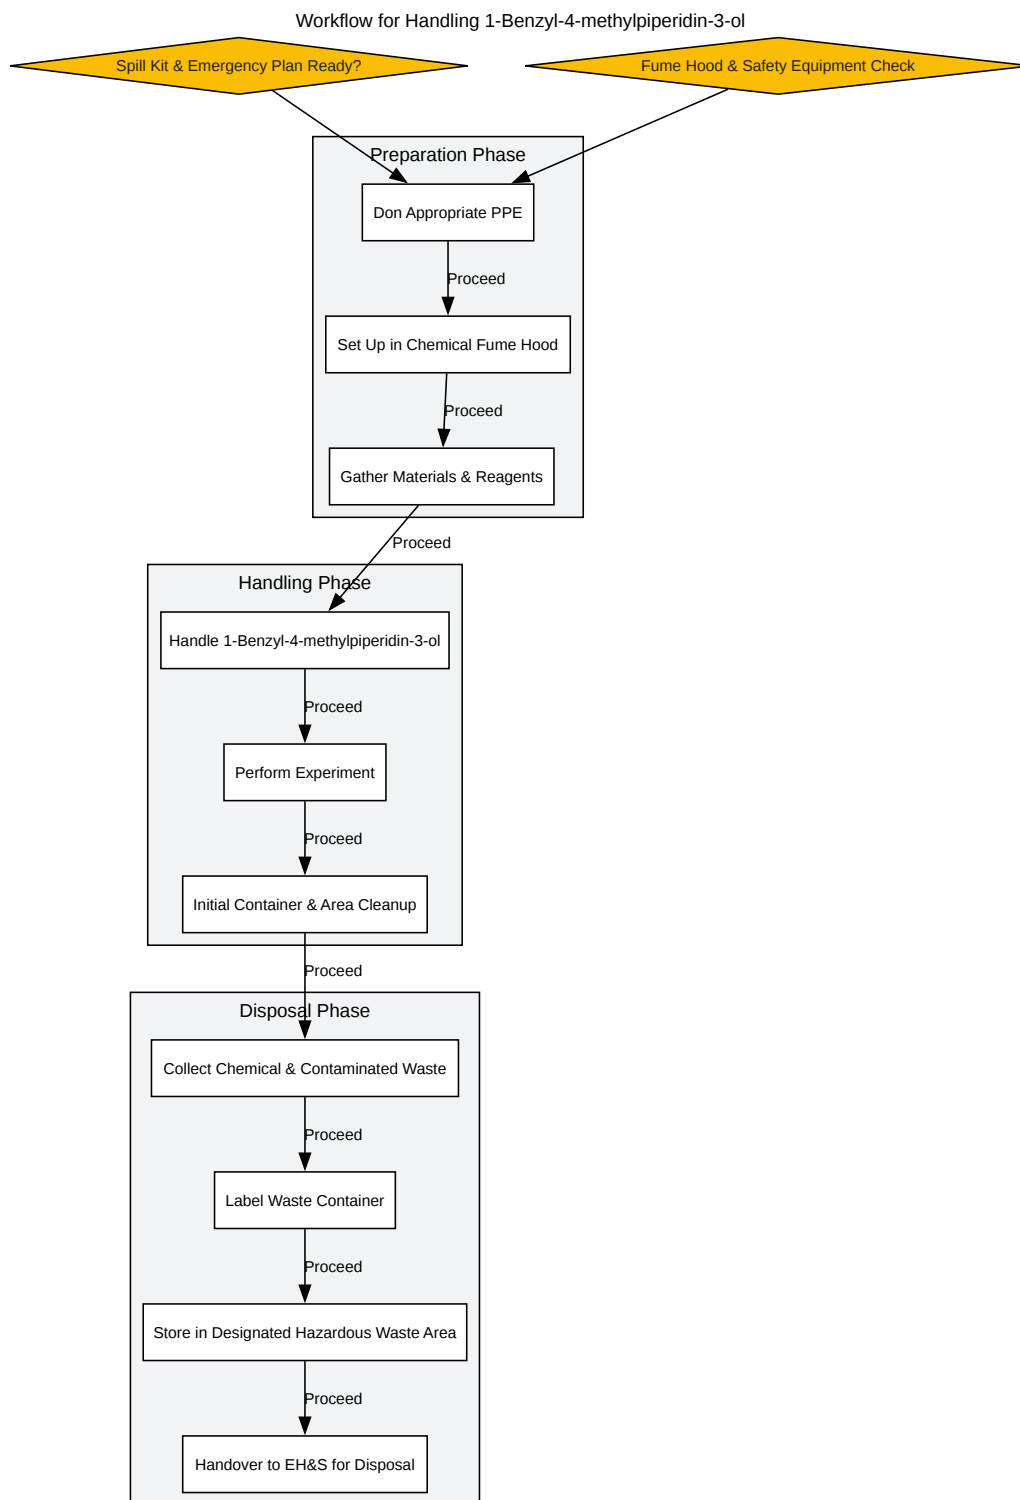 Workflow for Handling 1-Benzyl-4-methylpiperidin-3-ol
Spill Kit & Emergency Plan Ready?
Fume Hood & Safety Equipment Check
Preparation Phase
Don Appropriate PPE
Proceed
Set Up in Chemical Fume Hood
Proceed
Gather Materials & Reagents
Proceed
Handling Phase
Handle 1-Benzyl-4-methylpiperidin-3-ol
Proceed
Perform Experiment
Proceed
Initial Container & Area Cleanup
Proceed
Disposal Phase
Collect Chemical & Contaminated Waste
Proceed
Label Waste Container
Proceed
Store in Designated Hazardous Waste Area
Proceed
Handover to EH&S for Disposal